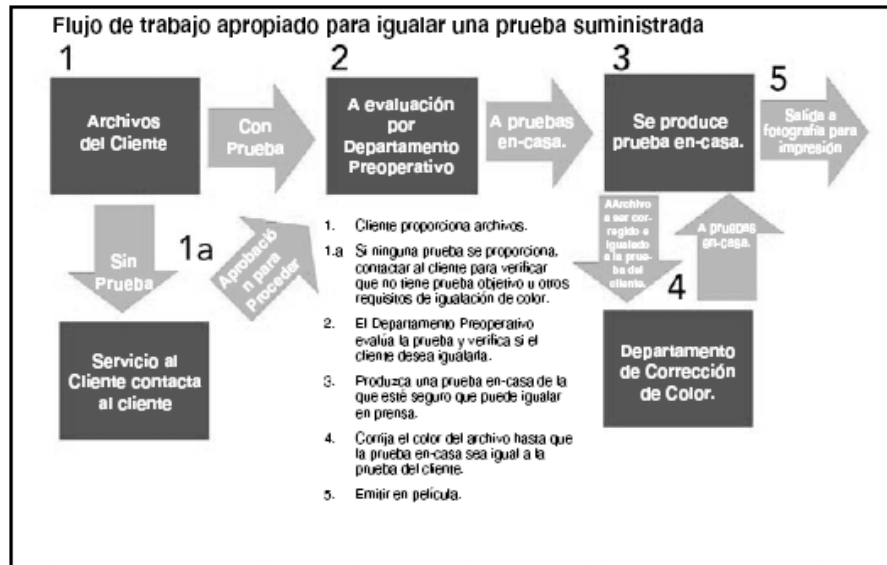 Flujo de trabajo apropiado para igualar una prueba suministrada
1
Archivos
del Cliente
Con
Prueba
2
A evaluación
por
Departamento
Preoperativo
A pruebas
en-casa.
3
Se produce
prueba en-casa.
5
Salida a
fotografía para
impresión
Sin
Prueba
1a
Aprobació
n para
Proceder
Servicio al
Cliente contacta
al cliente
AArchivo
a ser cor-
regido e
igualado
a la prue-
ba del
cliente.
4
A pruebas
en-casa.
Departamento
de Corrección
de Color.
1. Cliente proporciona archivos.
1.a Si ninguna prueba se proporciona,
contactar al cliente para verificar
que no tiene prueba objetivo u otros
requisitos de igualación de color.
2. El Departamento Preoperativo
evalúa la prueba y verifica si el
cliente desea igualarla.
3. Produzca una prueba en-casa de la
que esté seguro que puede igualar
en prensa.
4. Corrija el color del archivo hasta que
la prueba en-casa sea igual a la
prueba del cliente.
5. Emitir en película.